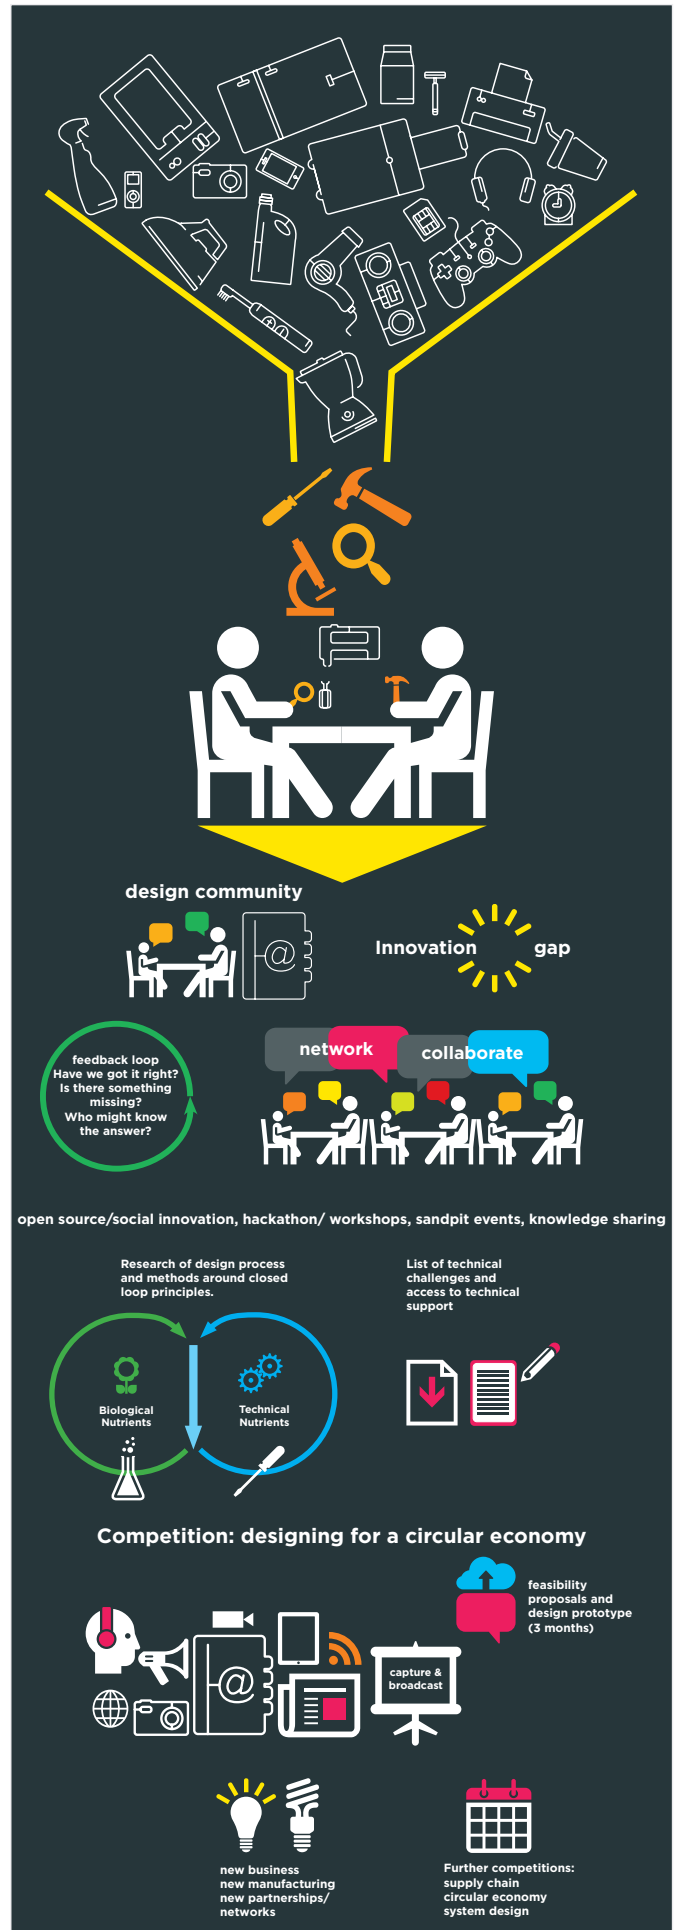 design community
Innovation gap
feedback loop
Have we got it right?
Is there something
missing?
Who might know
the answer?
network
collaborate
open source/social innovation, hackathon/ workshops, sandpit events, knowledge sharing
Research of design process
and methods around closed
loop principles.
List of technical
challenges and
access to technical
support
Biological
Nutrients
Technical
Nutrients
Competition: designing for a circular economy
feasibility
proposals and
design prototype
(3 months)
capture &
broadcast
new business
new manufacturing
new partnerships/
networks
Further competitions:
supply chain
circular economy
system design